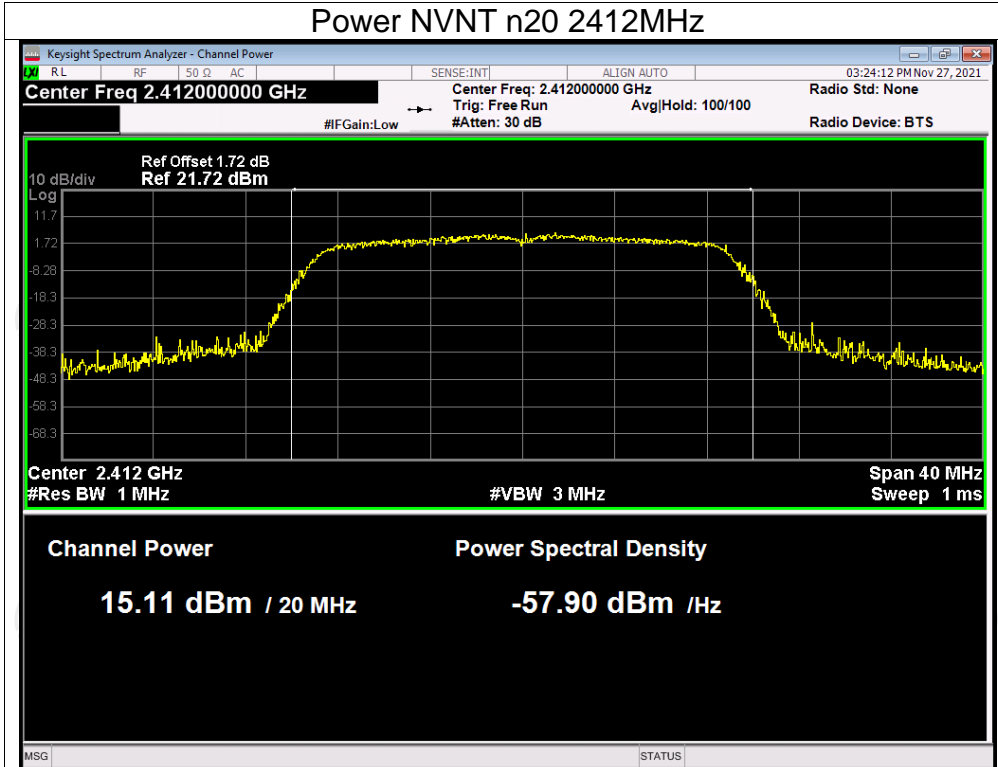 Power NVNT n20 2412MHz
Keysight Spectrum Analyzer - Channel Power
LXI RL RF 50 Ω AC SENSE:INT ALIGN AUTO 03:24:12 PM Nov 27, 2021
Center Freq 2.412000000 GHz Center Freq: 2.412000000 GHz Radio Std: None
Trig: Free Run Avg|Hold: 100/100
#IFGain:Low #Atten: 30 dB Radio Device: BTS
Ref Offset 1.72 dB
10 dB/div Ref 21.72 dBm
Log
11.7
1.72
-8.28
-18.3
-28.3
-38.3
-48.3
-58.3
-68.3
Center 2.412 GHz Span 40 MHz
#Res BW 1 MHz #VBW 3 MHz Sweep 1 ms
Channel Power Power Spectral Density
15.11 dBm / 20 MHz -57.90 dBm /Hz
MSG STATUS